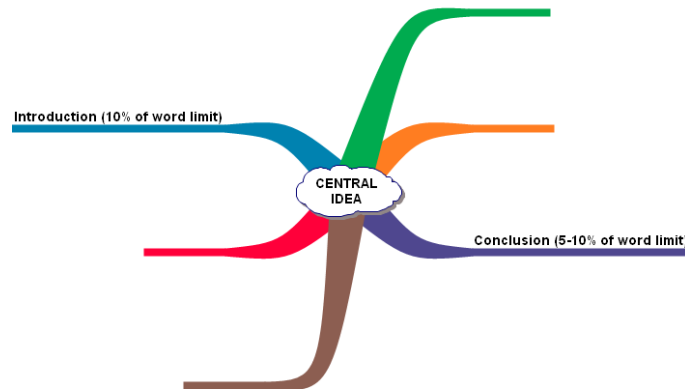 Introduction (10% of word limit)
CENTRAL
IDEA
Conclusion (5-10% of word limit)